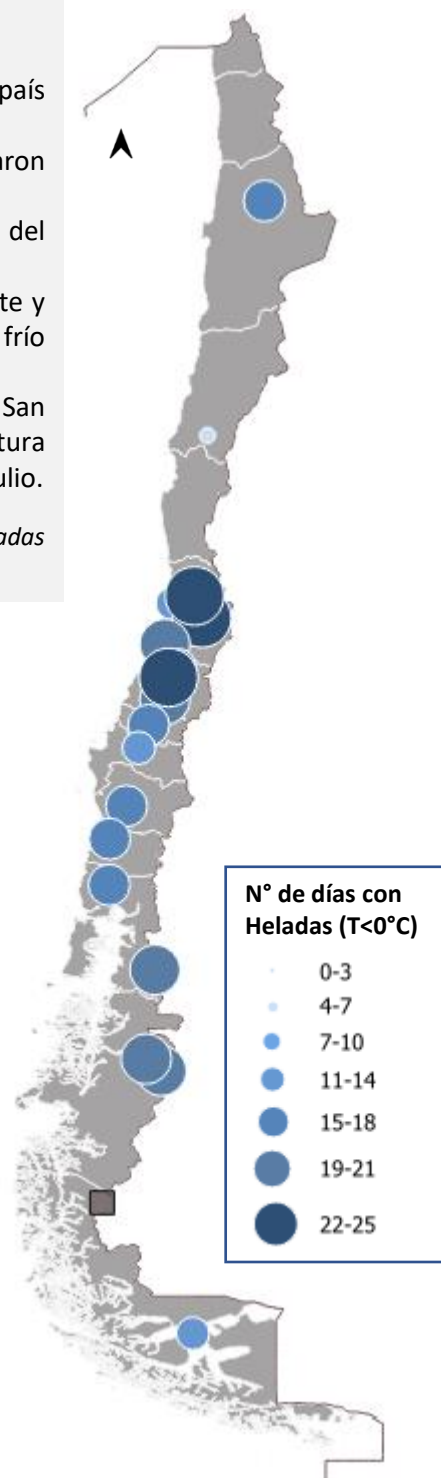 país
aron
del
te y
frío
San
tura
ulio.
adas
N° de días con
Heladas (T<0°C)
0-3
4-7
7-10
11-14
15-18
19-21
22-25